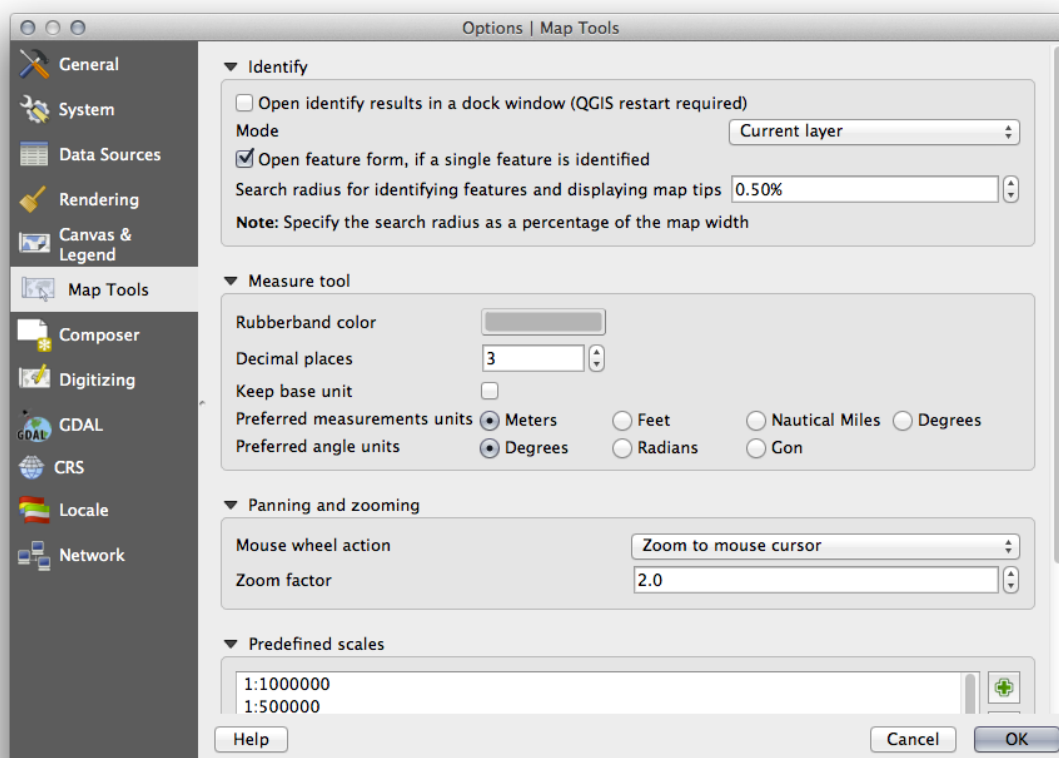 Options | Map Tools
General
System
Data Sources
Rendering
Canvas &
Legend
Map Tools
Composer
Digitizing
GDAL
GDAL
CRS
Locale
Network
Identify
Open identify results in a dock window (QGIS restart required)
Mode Current layer
Open feature form, if a single feature is identified
Search radius for identifying features and displaying map tips 0.50%
Note: Specify the search radius as a percentage of the map width
Measure tool
Rubberband color
Decimal places 3
Keep base unit
Preferred measurements units Meters Feet Nautical Miles Degrees
Preferred angle units Degrees Radians Gon
Panning and zooming
Mouse wheel action Zoom to mouse cursor
Zoom factor 2.0
Predefined scales
1:1000000
1:500000
Help Cancel OK